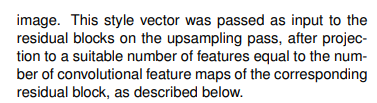 image. This style vector was passed as input to the
residual blocks on the upsampling pass, after projec-
tion to a suitable number of features equal to the num-
ber of convolutional feature maps of the corresponding
residual block, as described below.